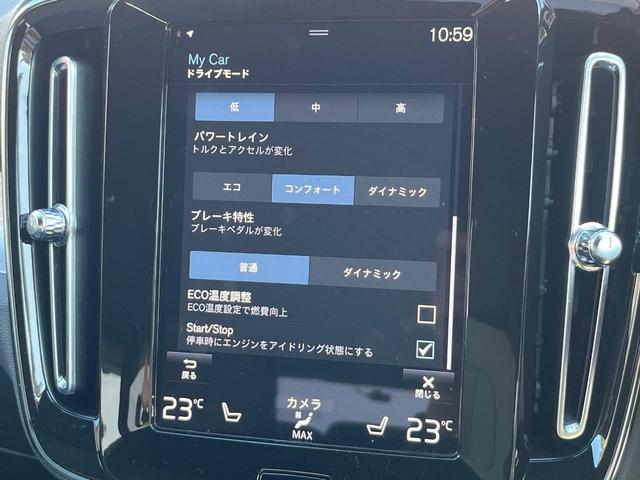 10:59
My Car
ドライブモード
低 中 高
パワートレイン
トルクとアクセルが変化
エコ コンフォート ダイナミック
ブレーキ特性
ブレーキペダルが変化
普通 ダイナミック
ECO温度調整
ECO温度設定で燃費向上
Start/Stop
停車時にエンジンをアイドリング状態にする
戻る 閉じる
23℃ カメラ 23℃
MAX